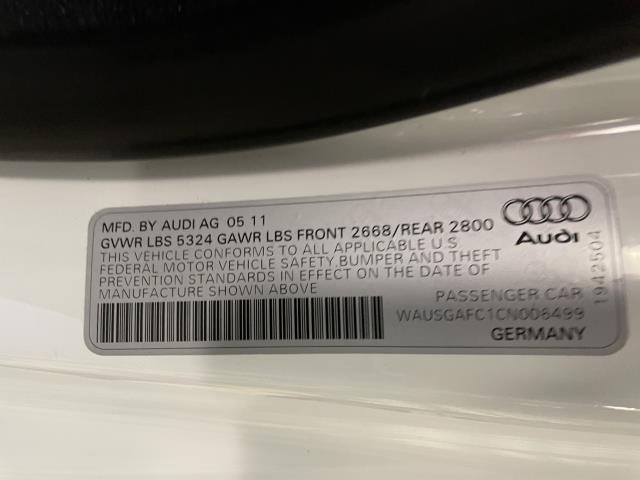 MFD. BY AUDI AG 05 11
GVWR LBS 5324 GAWR LBS FRONT 2668/REAR 2800
THIS VEHICLE CONFORMS TO ALL APPLICABLE U.S.
FEDERAL MOTOR VEHICLE SAFETY, BUMPER AND THEFT
PREVENTION STANDARDS IN EFFECT ON THE DATE OF
MANUFACTURE SHOWN ABOVE
Audi
PASSENGER CAR
WAUSGAFC1CN006499
GERMANY
1942504